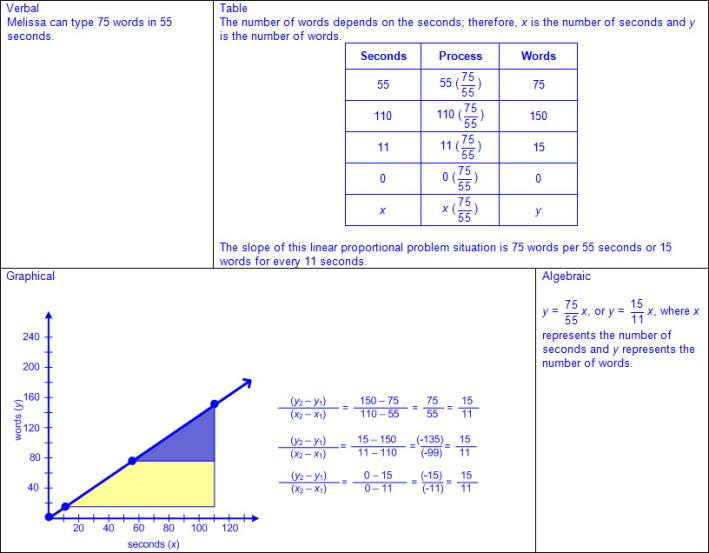 Verbal
Melissa can type 75 words in 55
seconds.
Table
The number of words depends on the seconds; therefore, x is the number of seconds and y
is the number of words.
Seconds Process Words
55 55 (75/55) 75
110 110 (75/55) 150
11 11 (75/55) 15
0 0 (75/55) 0
x x (75/55) y
The slope of this linear proportional problem situation is 75 words per 55 seconds or 15
words for every 11 seconds.
Graphical
words (y)
240
200
160
120
80
40
20 40 60 80 100 120
seconds (x)
(y₂ – y₁)/(x₂ – x₁) = 150 – 75/110 – 55 = 75/55 = 15/11
(y₂ – y₁)/(x₂ – x₁) = 15 – 150/11 – 110 = (-135)/(-99) = 15/11
(y₂ – y₁)/(x₂ – x₁) = 0 – 15/0 – 11 = (-15)/(-11) = 15/11
Algebraic
y = 75/55 x, or y = 15/11 x, where x
represents the number of
seconds and y represents the
number of words.